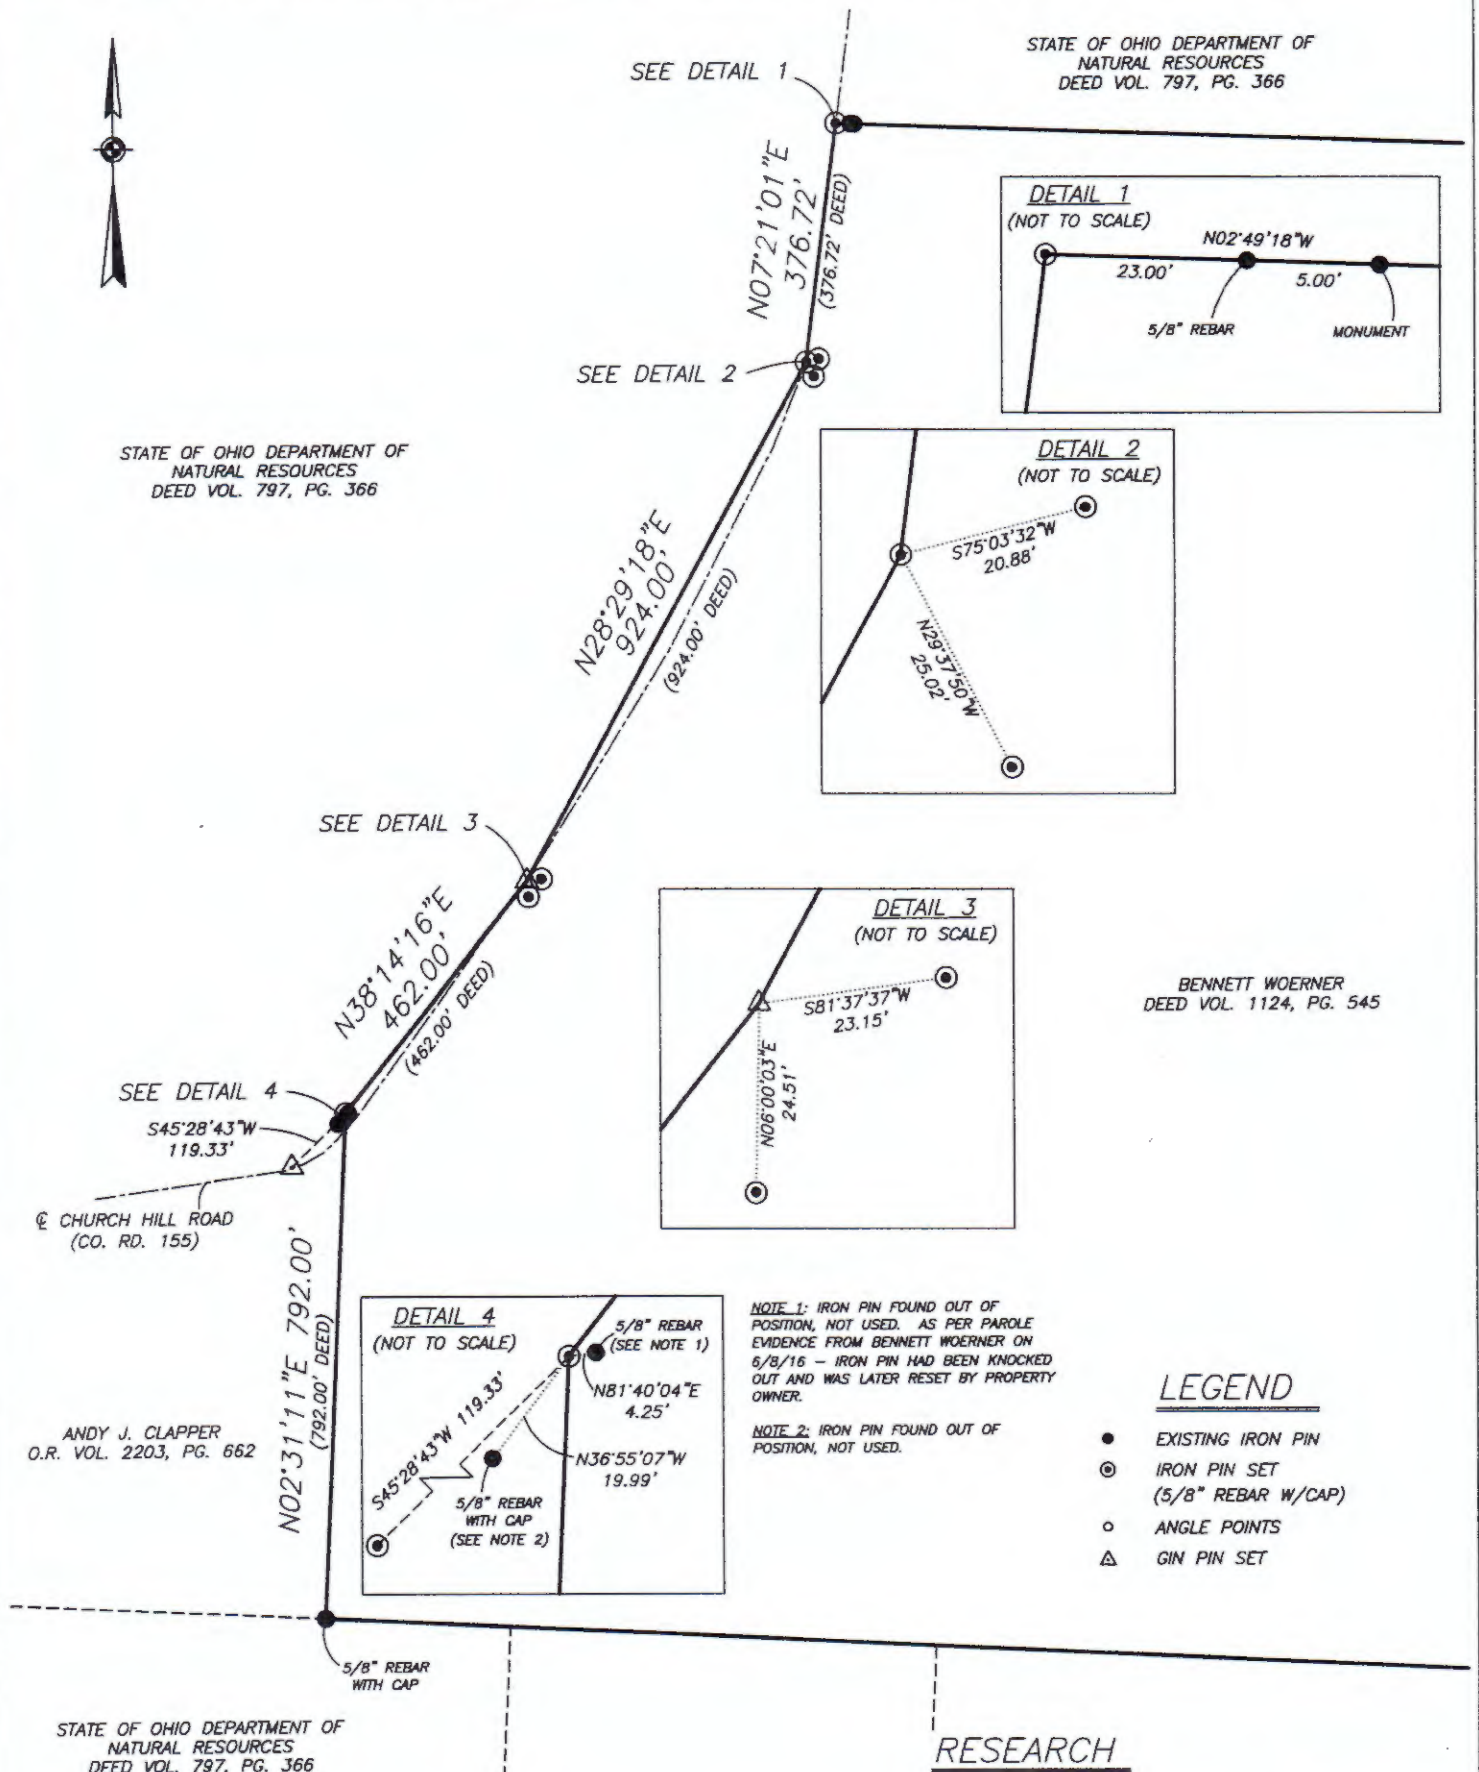 STATE OF OHIO DEPARTMENT OF
NATURAL RESOURCES
DEED VOL. 797, PG. 366
SEE DETAIL 1
N07°21'01"E
376.72'
(376.72' DEED)
DETAIL 1
(NOT TO SCALE)
N02°49'18"W
23.00'
5.00'
5/8" REBAR
MONUMENT
SEE DETAIL 2
STATE OF OHIO DEPARTMENT OF
NATURAL RESOURCES
DEED VOL. 797, PG. 366
DETAIL 2
(NOT TO SCALE)
S75°03'32"W
20.88'
N29°37'50"W
25.02'
N28°29'18"E
924.00'
(924.00' DEED)
SEE DETAIL 3
DETAIL 3
(NOT TO SCALE)
S81°37'37"W
23.15'
N06°00'03"E
24.51'
BENNETT WOERNER
DEED VOL. 1124, PG. 545
N38°14'16"E
462.00'
(462.00' DEED)
SEE DETAIL 4
S45°28'43"W
119.33'
℄ CHURCH HILL ROAD
(CO. RD. 155)
N02°31'11"E 792.00'
(792.00' DEED)
DETAIL 4
(NOT TO SCALE)
5/8" REBAR
(SEE NOTE 1)
N81°40'04"E
4.25'
S45°28'43"W 119.33'
N36°55'07"W
19.99'
5/8" REBAR
WITH CAP
(SEE NOTE 2)
NOTE 1: IRON PIN FOUND OUT OF
POSITION, NOT USED. AS PER PAROLE
EVIDENCE FROM BENNETT WOERNER ON
6/8/16 – IRON PIN HAD BEEN KNOCKED
OUT AND WAS LATER RESET BY PROPERTY
OWNER.
NOTE 2: IRON PIN FOUND OUT OF
POSITION, NOT USED.
LEGEND
EXISTING IRON PIN
IRON PIN SET
(5/8" REBAR W/CAP)
ANGLE POINTS
GIN PIN SET
ANDY J. CLAPPER
O.R. VOL. 2203, PG. 662
5/8" REBAR
WITH CAP
STATE OF OHIO DEPARTMENT OF
NATURAL RESOURCES
DEED VOL. 797, PG. 366
RESEARCH